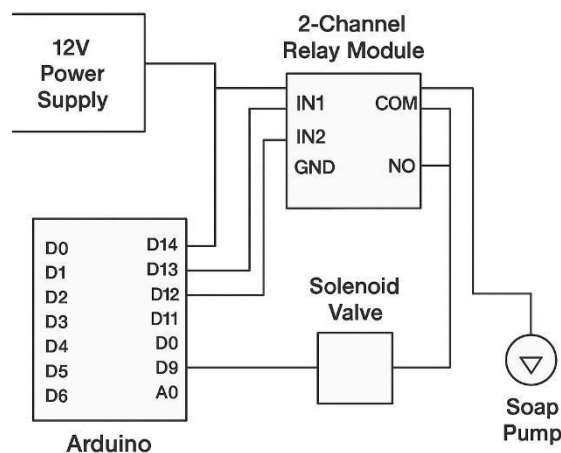 12V
Power
Supply
2-Channel
Relay Module
IN1 COM
IN2
GND NO
D0 D14
D1 D13
D2 D12
D3 D11
D4 D0
D5 D9
D6 A0
Arduino
Solenoid
Valve
Soap
Pump